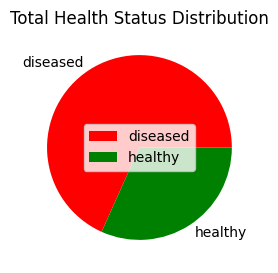 Total Health Status Distribution
diseased
diseased
healthy
healthy